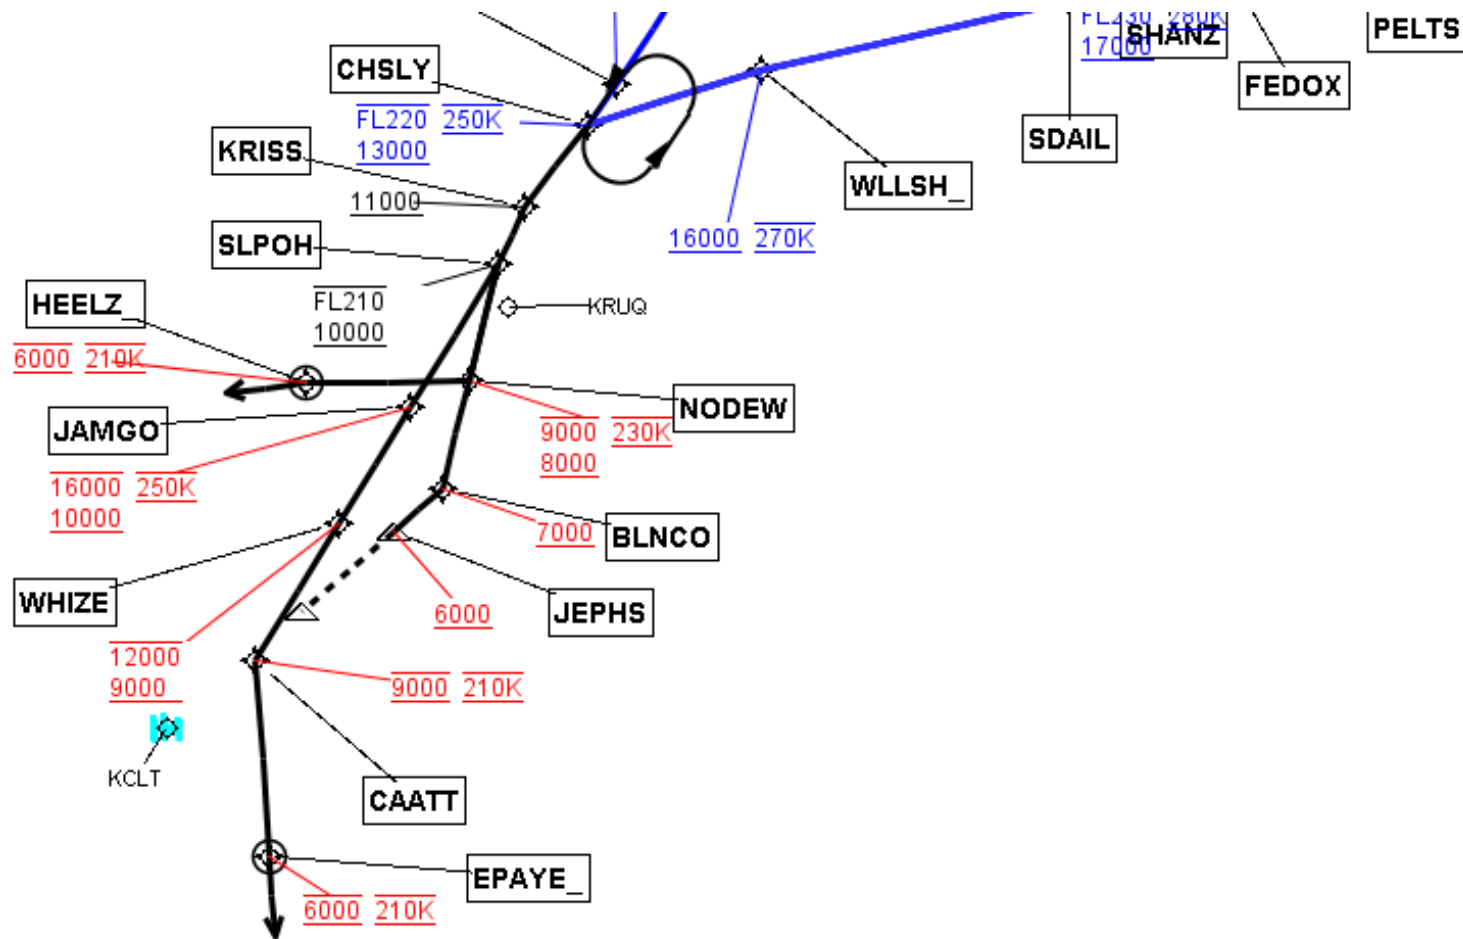 FL230 280K
17000
SHANZ
PELTS
FEDOX
CHSLY
FL220 250K
13000
SDAIL
KRISS
WLLSH_
11000
16000 270K
SLPOH
FL210
10000
HEELZ_
KRUQ
6000 210K
NODEW
JAMGO
9000 230K
8000
16000 250K
10000
7000
BLNCO
WHIZE
6000
JEPHS
12000
9000
9000 210K
KCLT
CAATT
EPAYE_
6000 210K